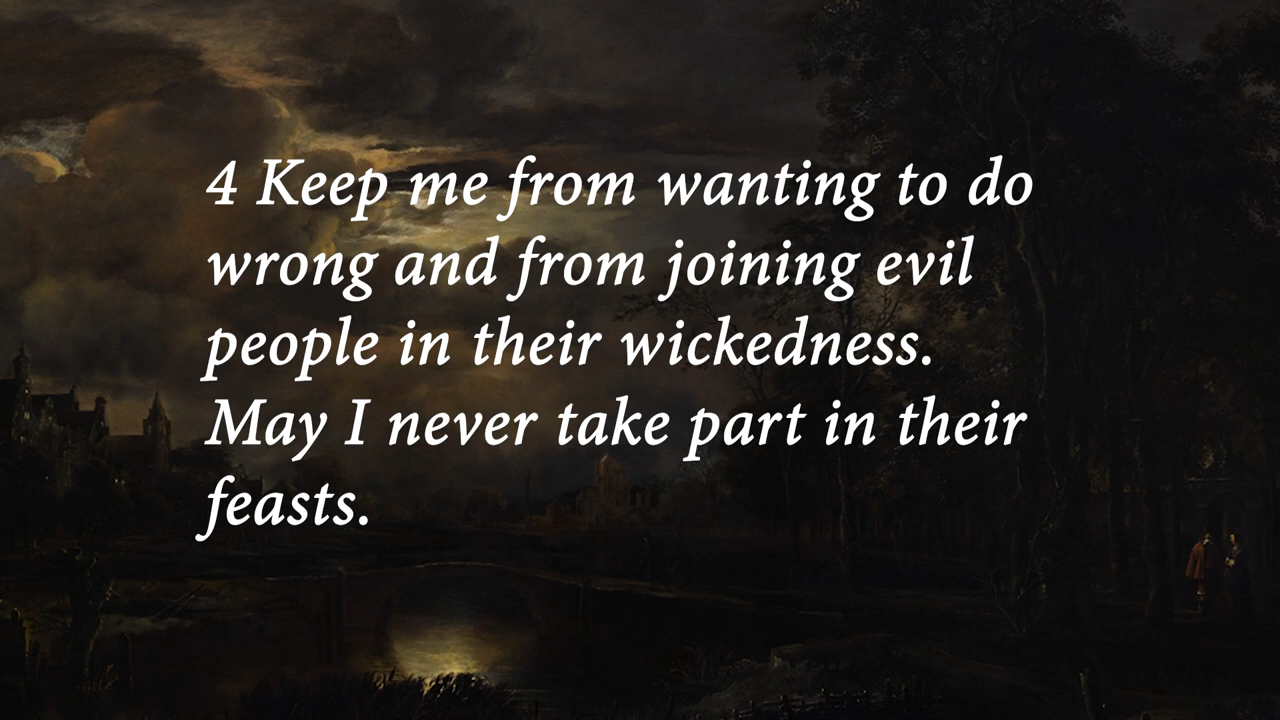 4 Keep me from wanting to do
wrong and from joining evil
people in their wickedness.
May I never take part in their
feasts.